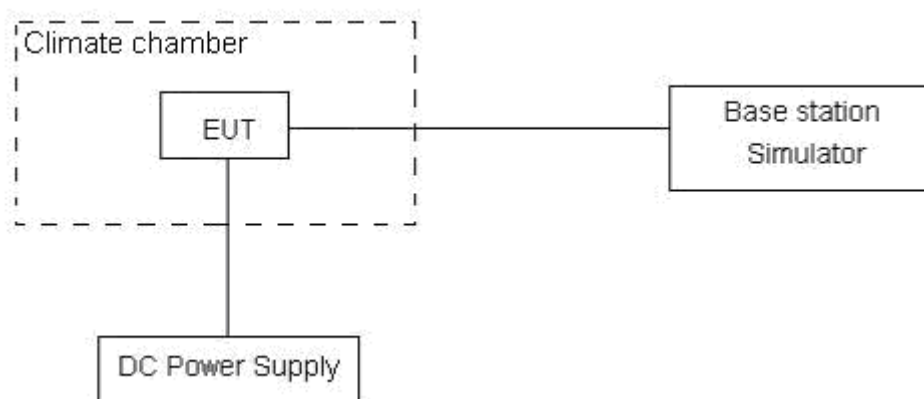 Climate chamber
EUT
Base station
Simulator
DC Power Supply